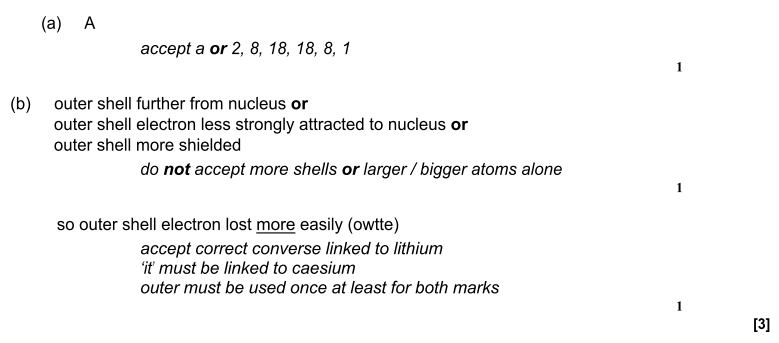 (a) A
accept a or 2, 8, 18, 18, 8, 1
1
(b) outer shell further from nucleus or
outer shell electron less strongly attracted to nucleus or
outer shell more shielded
do not accept more shells or larger / bigger atoms alone
1
so outer shell electron lost more easily (owtte)
accept correct converse linked to lithium
'it' must be linked to caesium
outer must be used once at least for both marks
1
[3]